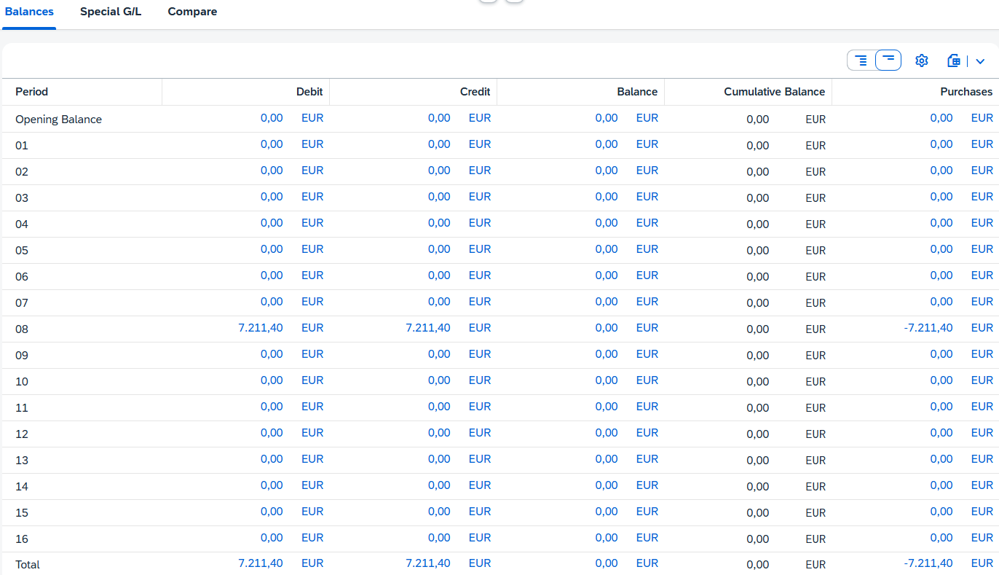 Balances Special G/L Compare
Period Debit Credit Balance Cumulative Balance Purchases
Opening Balance 0,00 EUR 0,00 EUR 0,00 EUR 0,00 EUR 0,00 EUR
01 0,00 EUR 0,00 EUR 0,00 EUR 0,00 EUR 0,00 EUR
02 0,00 EUR 0,00 EUR 0,00 EUR 0,00 EUR 0,00 EUR
03 0,00 EUR 0,00 EUR 0,00 EUR 0,00 EUR 0,00 EUR
04 0,00 EUR 0,00 EUR 0,00 EUR 0,00 EUR 0,00 EUR
05 0,00 EUR 0,00 EUR 0,00 EUR 0,00 EUR 0,00 EUR
06 0,00 EUR 0,00 EUR 0,00 EUR 0,00 EUR 0,00 EUR
07 0,00 EUR 0,00 EUR 0,00 EUR 0,00 EUR 0,00 EUR
08 7.211,40 EUR 7.211,40 EUR 0,00 EUR 0,00 EUR -7.211,40 EUR
09 0,00 EUR 0,00 EUR 0,00 EUR 0,00 EUR 0,00 EUR
10 0,00 EUR 0,00 EUR 0,00 EUR 0,00 EUR 0,00 EUR
11 0,00 EUR 0,00 EUR 0,00 EUR 0,00 EUR 0,00 EUR
12 0,00 EUR 0,00 EUR 0,00 EUR 0,00 EUR 0,00 EUR
13 0,00 EUR 0,00 EUR 0,00 EUR 0,00 EUR 0,00 EUR
14 0,00 EUR 0,00 EUR 0,00 EUR 0,00 EUR 0,00 EUR
15 0,00 EUR 0,00 EUR 0,00 EUR 0,00 EUR 0,00 EUR
16 0,00 EUR 0,00 EUR 0,00 EUR 0,00 EUR 0,00 EUR
Total 7.211,40 EUR 7.211,40 EUR 0,00 EUR 0,00 EUR -7.211,40 EUR